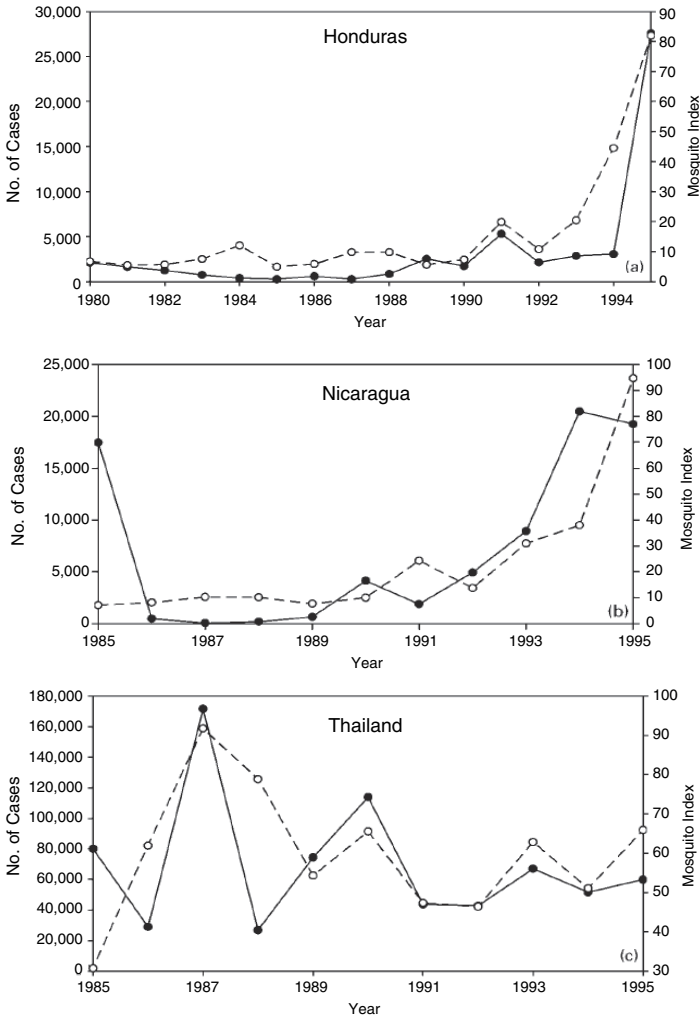 30,000
25,000
20,000
15,000
10,000
5,000
0
No. of Cases
Honduras
90
80
70
60
50
40
30
20
10
0
Mosquito Index
(a)
1980 1982 1984 1986 1988 1990 1992 1994
Year
25,000
20,000
15,000
10,000
5,000
0
No. of Cases
Nicaragua
100
90
80
70
60
50
40
30
20
10
0
Mosquito Index
(b)
1985 1987 1989 1991 1993 1995
Year
180,000
160,000
140,000
120,000
100,000
80,000
60,000
40,000
20,000
0
No. of Cases
Thailand
100
90
80
70
60
50
40
30
Mosquito Index
(c)
1985 1987 1989 1991 1993 1995
Year